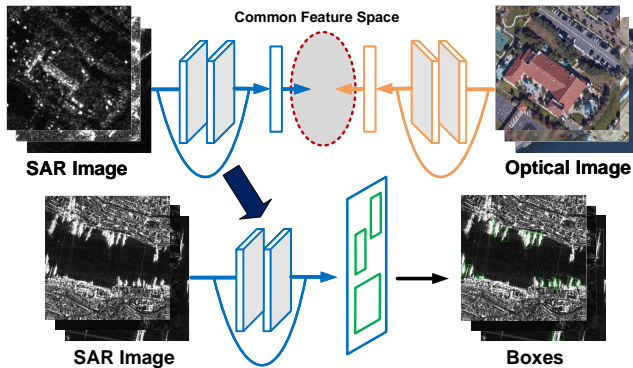 Common Feature Space
SAR Image
Optical Image
SAR Image
Boxes